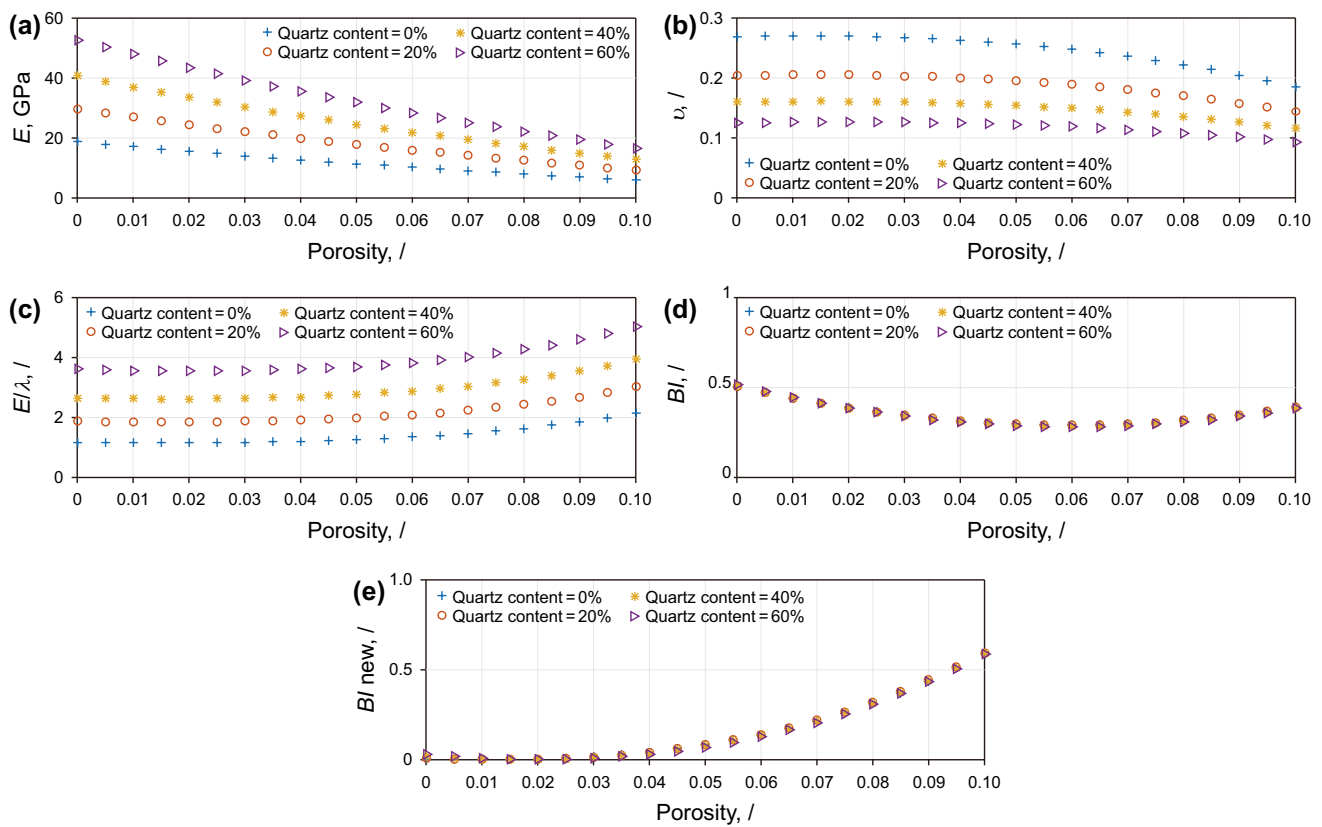 (a)
60
40
20
0
E, GPa
Quartz content = 0%
Quartz content = 20%
Quartz content = 40%
Quartz content = 60%
0 0.01 0.02 0.03 0.04 0.05 0.06 0.07 0.08 0.09 0.10
Porosity, /
(b)
0.3
0.2
0.1
0
υ, /
Quartz content = 0%
Quartz content = 20%
Quartz content = 40%
Quartz content = 60%
0 0.01 0.02 0.03 0.04 0.05 0.06 0.07 0.08 0.09 0.10
Porosity, /
(c)
6
4
2
0
E/λ, /
Quartz content = 0%
Quartz content = 20%
Quartz content = 40%
Quartz content = 60%
0 0.01 0.02 0.03 0.04 0.05 0.06 0.07 0.08 0.09 0.10
Porosity, /
(d)
1
0.5
0
BI, /
Quartz content = 0%
Quartz content = 20%
Quartz content = 40%
Quartz content = 60%
0 0.01 0.02 0.03 0.04 0.05 0.06 0.07 0.08 0.09 0.10
Porosity, /
(e)
1.0
0.5
0
BI new, /
Quartz content = 0%
Quartz content = 20%
Quartz content = 40%
Quartz content = 60%
0 0.01 0.02 0.03 0.04 0.05 0.06 0.07 0.08 0.09 0.10
Porosity, /